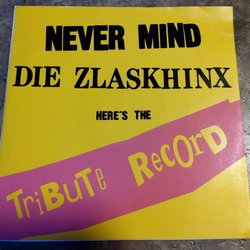 NEVER MIND
DIE ZLASKHINX
HERE'S THE
TRiBUTe RecOrD